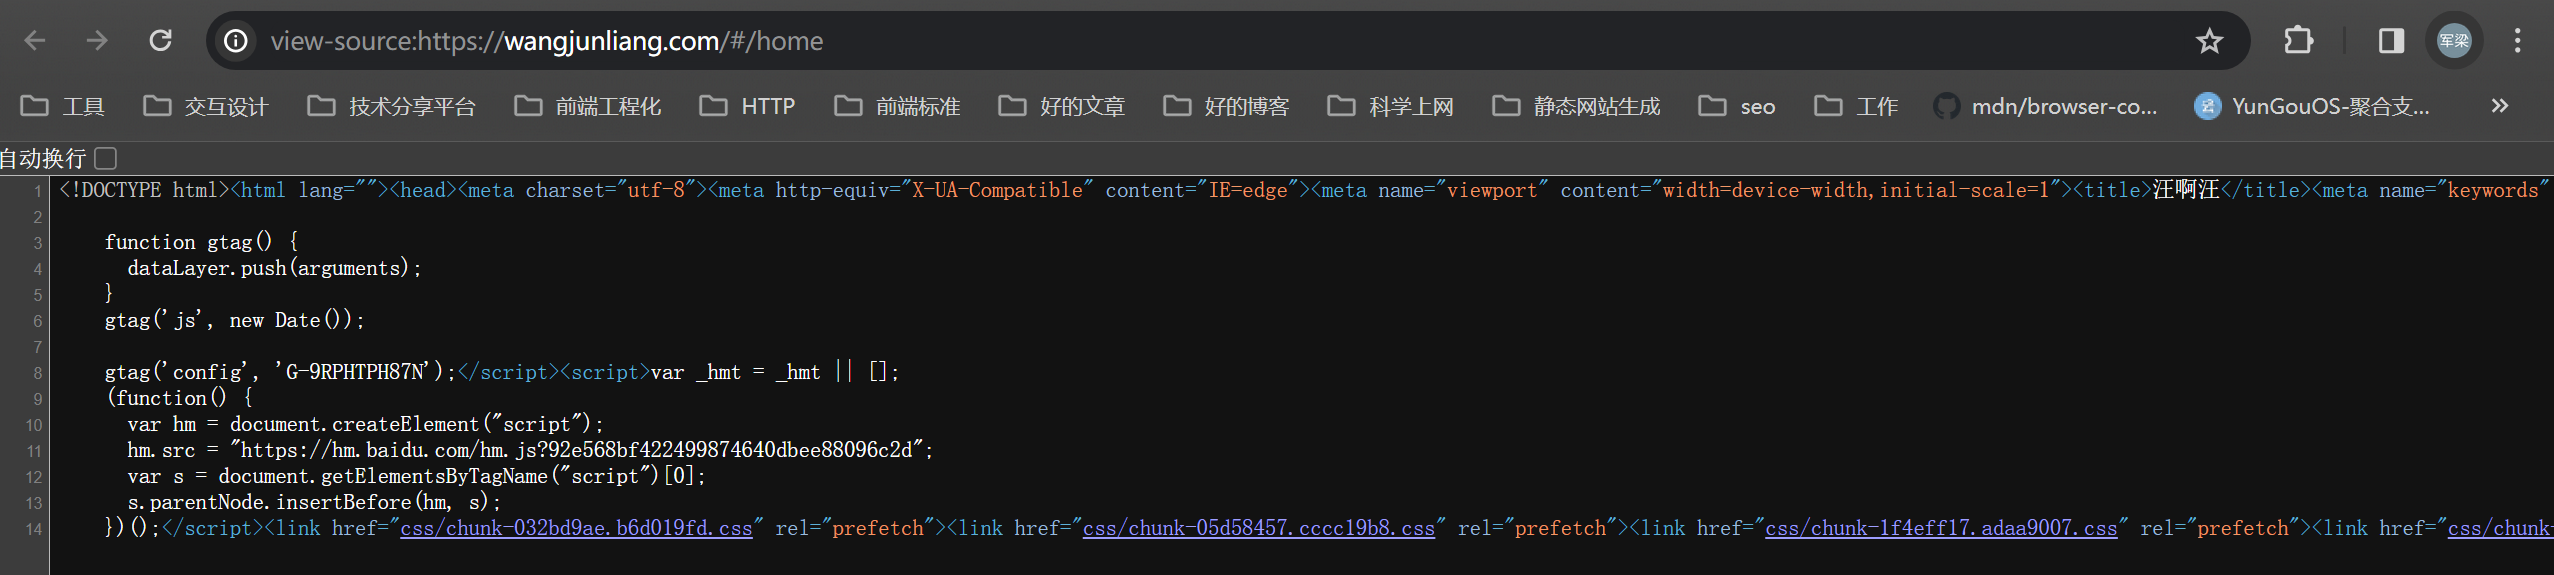 view-source:https://wangjunliang.com/#/home
军梁
工具 交互设计 技术分享平台 前端工程化 HTTP 前端标准 好的文章 好的博客 科学上网 静态网站生成 seo 工作 mdn/browser-co... YunGouOS-聚合支... »
自动换行
1 <!DOCTYPE html><html lang=""><head><meta charset="utf-8"><meta http-equiv="X-UA-Compatible" content="IE=edge"><meta name="viewport" content="width=device-width,initial-scale=1"><title>汪啊汪</title><meta name="keywords"
2
3 function gtag() {
4 dataLayer.push(arguments);
5 }
6 gtag('js', new Date());
7
8 gtag('config', 'G-9RPHTPH87N');</script><script>var _hmt = _hmt || [];
9 (function() {
10 var hm = document.createElement("script");
11 hm.src = "https://hm.baidu.com/hm.js?92e568bf422499874640dbee88096c2d";
12 var s = document.getElementsByTagName("script")[0];
13 s.parentNode.insertBefore(hm, s);
14 })();</script><link href="css/chunk-032bd9ae.b6d019fd.css" rel="prefetch"><link href="css/chunk-05d58457.cccc19b8.css" rel="prefetch"><link href="css/chunk-1f4eff17.adaa9007.css" rel="prefetch"><link href="css/chunk-